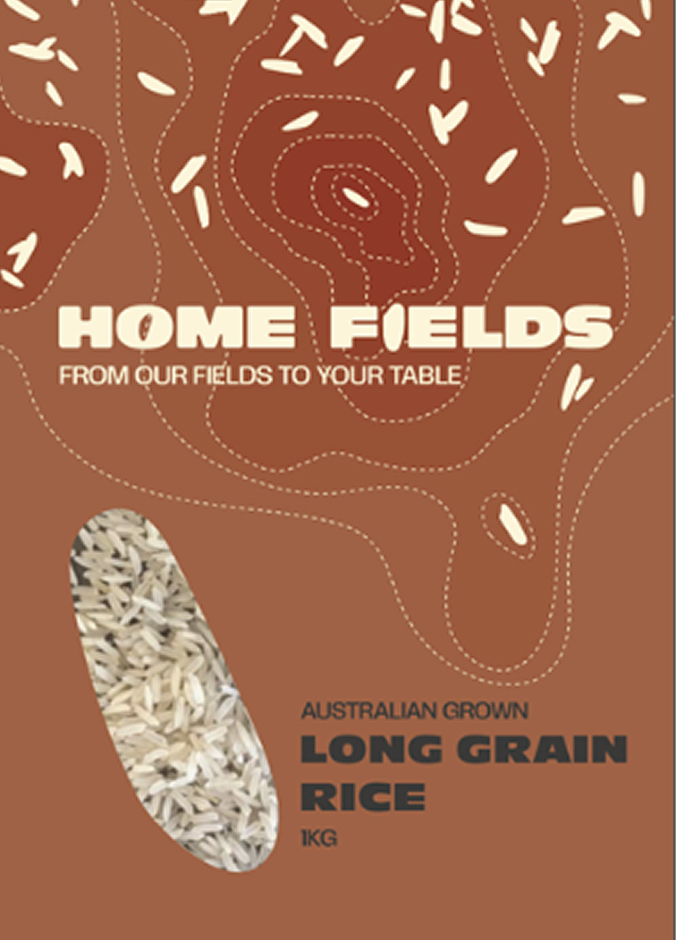 HOME FIELDS
FROM OUR FIELDS TO YOUR TABLE
AUSTRALIAN GROWN
LONG GRAIN
RICE
1KG